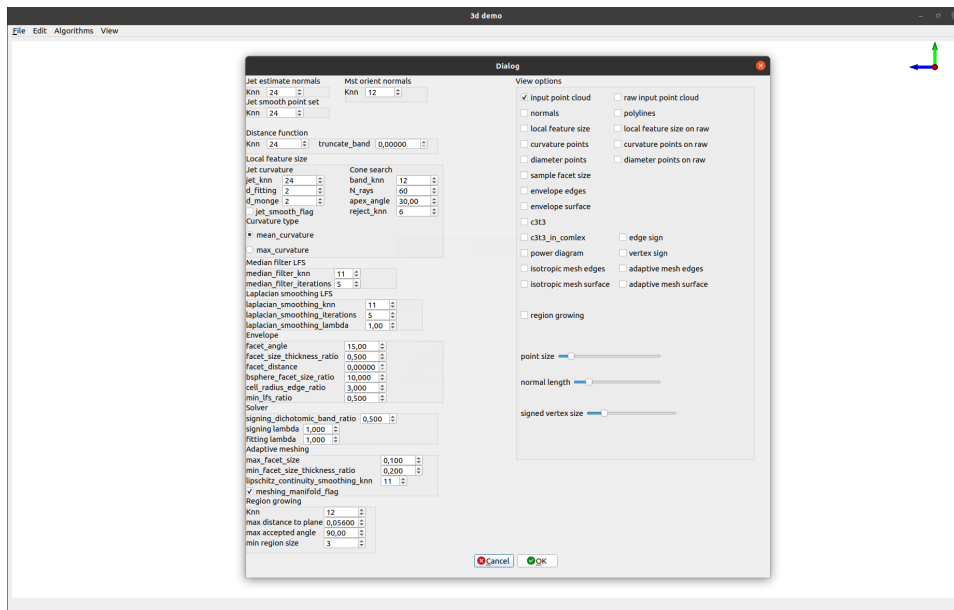 3d demo
File Edit Algorithms View
Dialog
Jet estimate normals
Knn 24
Mst orient normals
Knn 12
Jet smooth point set
Knn 24
Distance function
Knn 24 truncate_band 0,00000
Local feature size
Jet curvature
jet_knn 24
d_fitting 2
d_monge 2
jet_smooth_flag
Cone search
band_knn 12
N_rays 60
apex_angle 30,00
reject_knn 6
Curvature type
mean_curvature
max_curvature
Median filter LFS
median_filter_knn 11
median_filter_iterations 5
Laplacian smoothing LFS
laplacian_smoothing_knn 11
laplacian_smoothing_iterations 5
laplacian_smoothing_lambda 1,00
Envelope
facet_angle 15,00
facet_size_thickness_ratio 0,500
facet_distance 0,00000
bsphere_facet_size_ratio 10,000
cell_radius_edge_ratio 3,000
min_lfs_ratio 0,500
Solver
signing_dichotomic_band_ratio 0,500
signing lambda 1,000
fitting lambda 1,000
Adaptive meshing
max_facet_size 0,100
min_facet_size_thickness_ratio 0,200
lipschitz_continuity_smoothing_knn 11
meshing_manifold_flag
Region growing
Knn 12
max distance to plane 0,05600
max accepted angle 90,00
min region size 3
View options
input point cloud raw input point cloud
normals polylines
local feature size local feature size on raw
curvature points curvature points on raw
diameter points diameter points on raw
sample facet size
envelope edges
envelope surface
c3t3
c3t3_in_comlex edge sign
power diagram vertex sign
isotropic mesh edges adaptive mesh edges
isotropic mesh surface adaptive mesh surface
region growing
point size
normal length
signed vertex size
Cancel OK